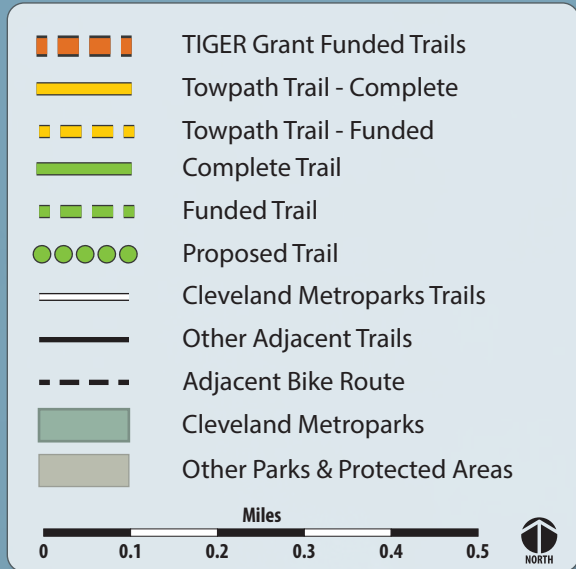 TIGER Grant Funded Trails
Towpath Trail - Complete
Towpath Trail - Funded
Complete Trail
Funded Trail
Proposed Trail
Cleveland Metroparks Trails
Other Adjacent Trails
Adjacent Bike Route
Cleveland Metroparks
Other Parks & Protected Areas
Miles
0 0.1 0.2 0.3 0.4 0.5
NORTH